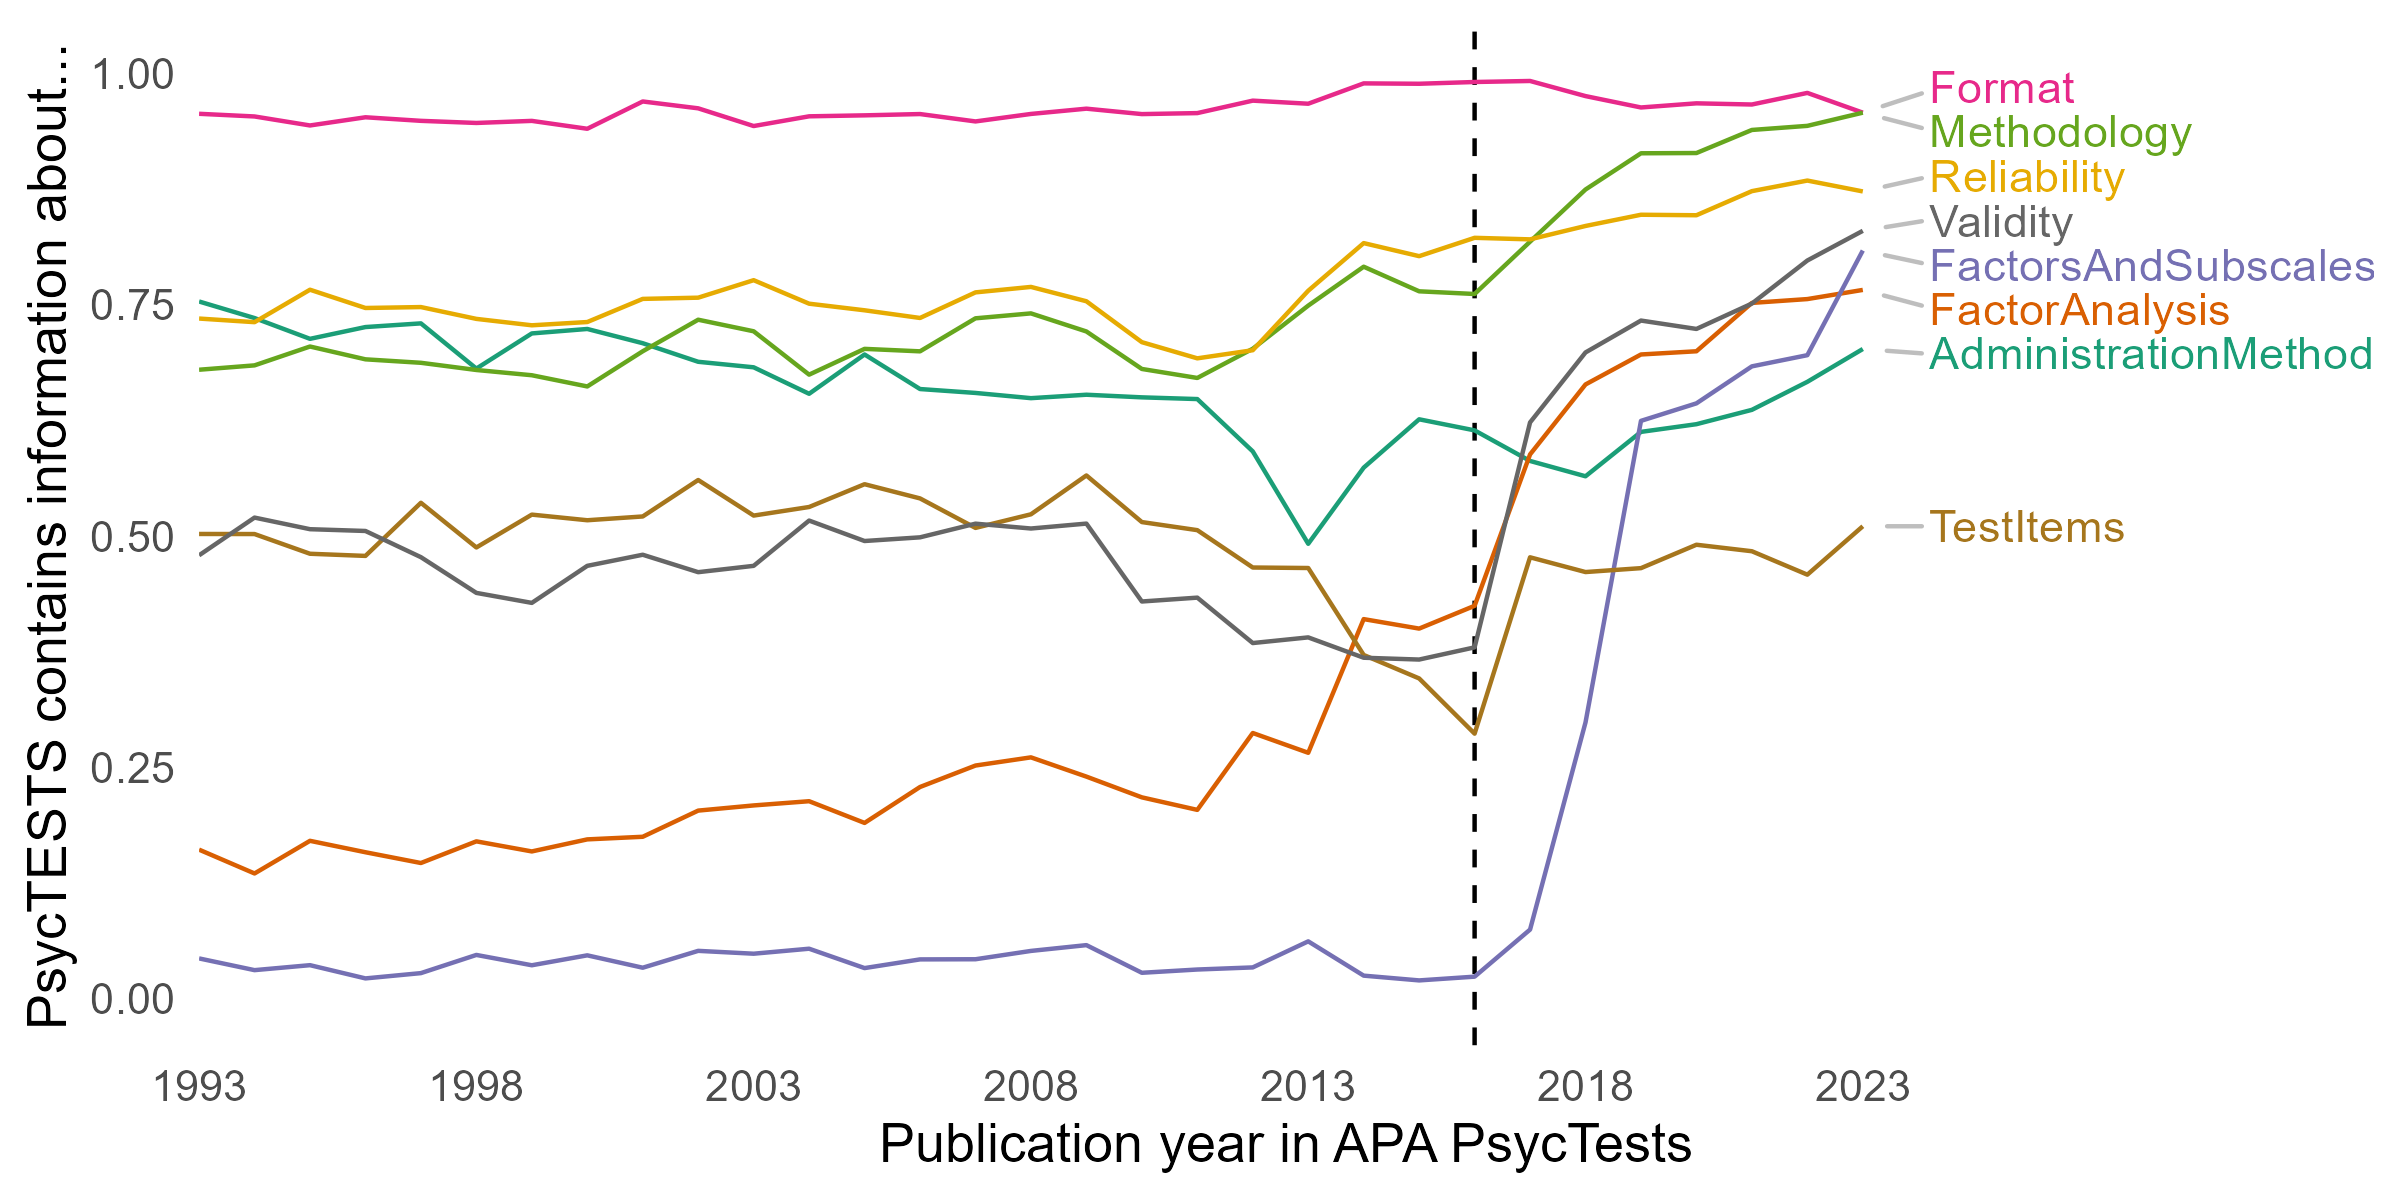 PsycTESTS contains information about...
1.00
0.75
0.50
0.25
0.00
Format
Methodology
Reliability
Validity
FactorsAndSubscales
FactorAnalysis
AdministrationMethod
TestItems
1993 1998 2003 2008 2013 2018 2023
Publication year in APA PsycTests